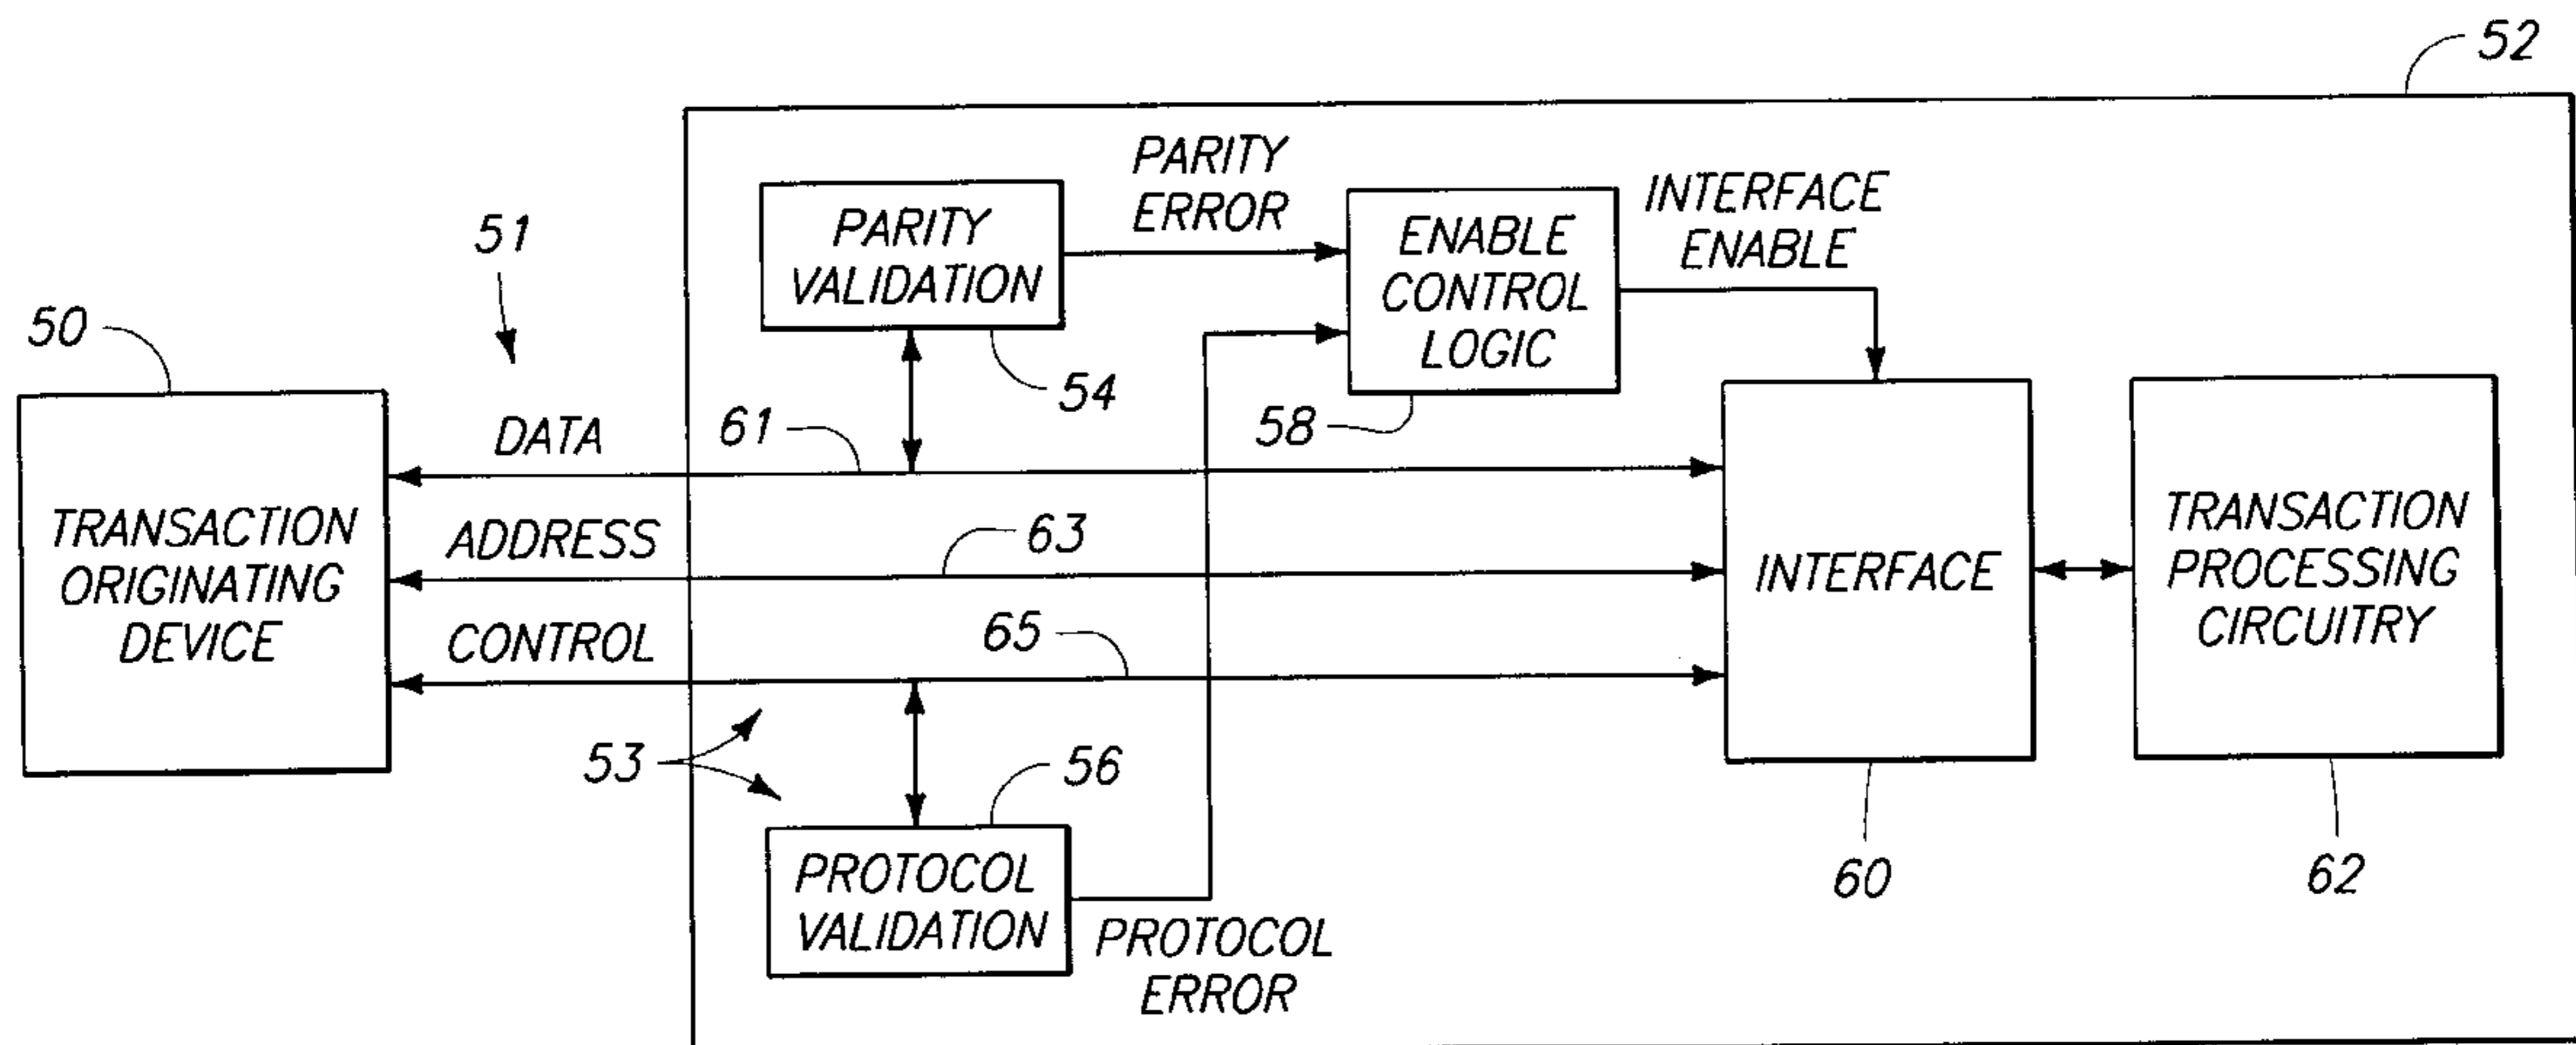 52
PARITY
ERROR
PARITY
VALIDATION
ENABLE
CONTROL
LOGIC
INTERFACE
ENABLE
51
50
54
58
DATA
61
TRANSACTION
ORIGINATING
DEVICE
ADDRESS
63
INTERFACE
TRANSACTION
PROCESSING
CIRCUITRY
CONTROL
65
53
56
60
62
PROTOCOL
VALIDATION
PROTOCOL
ERROR